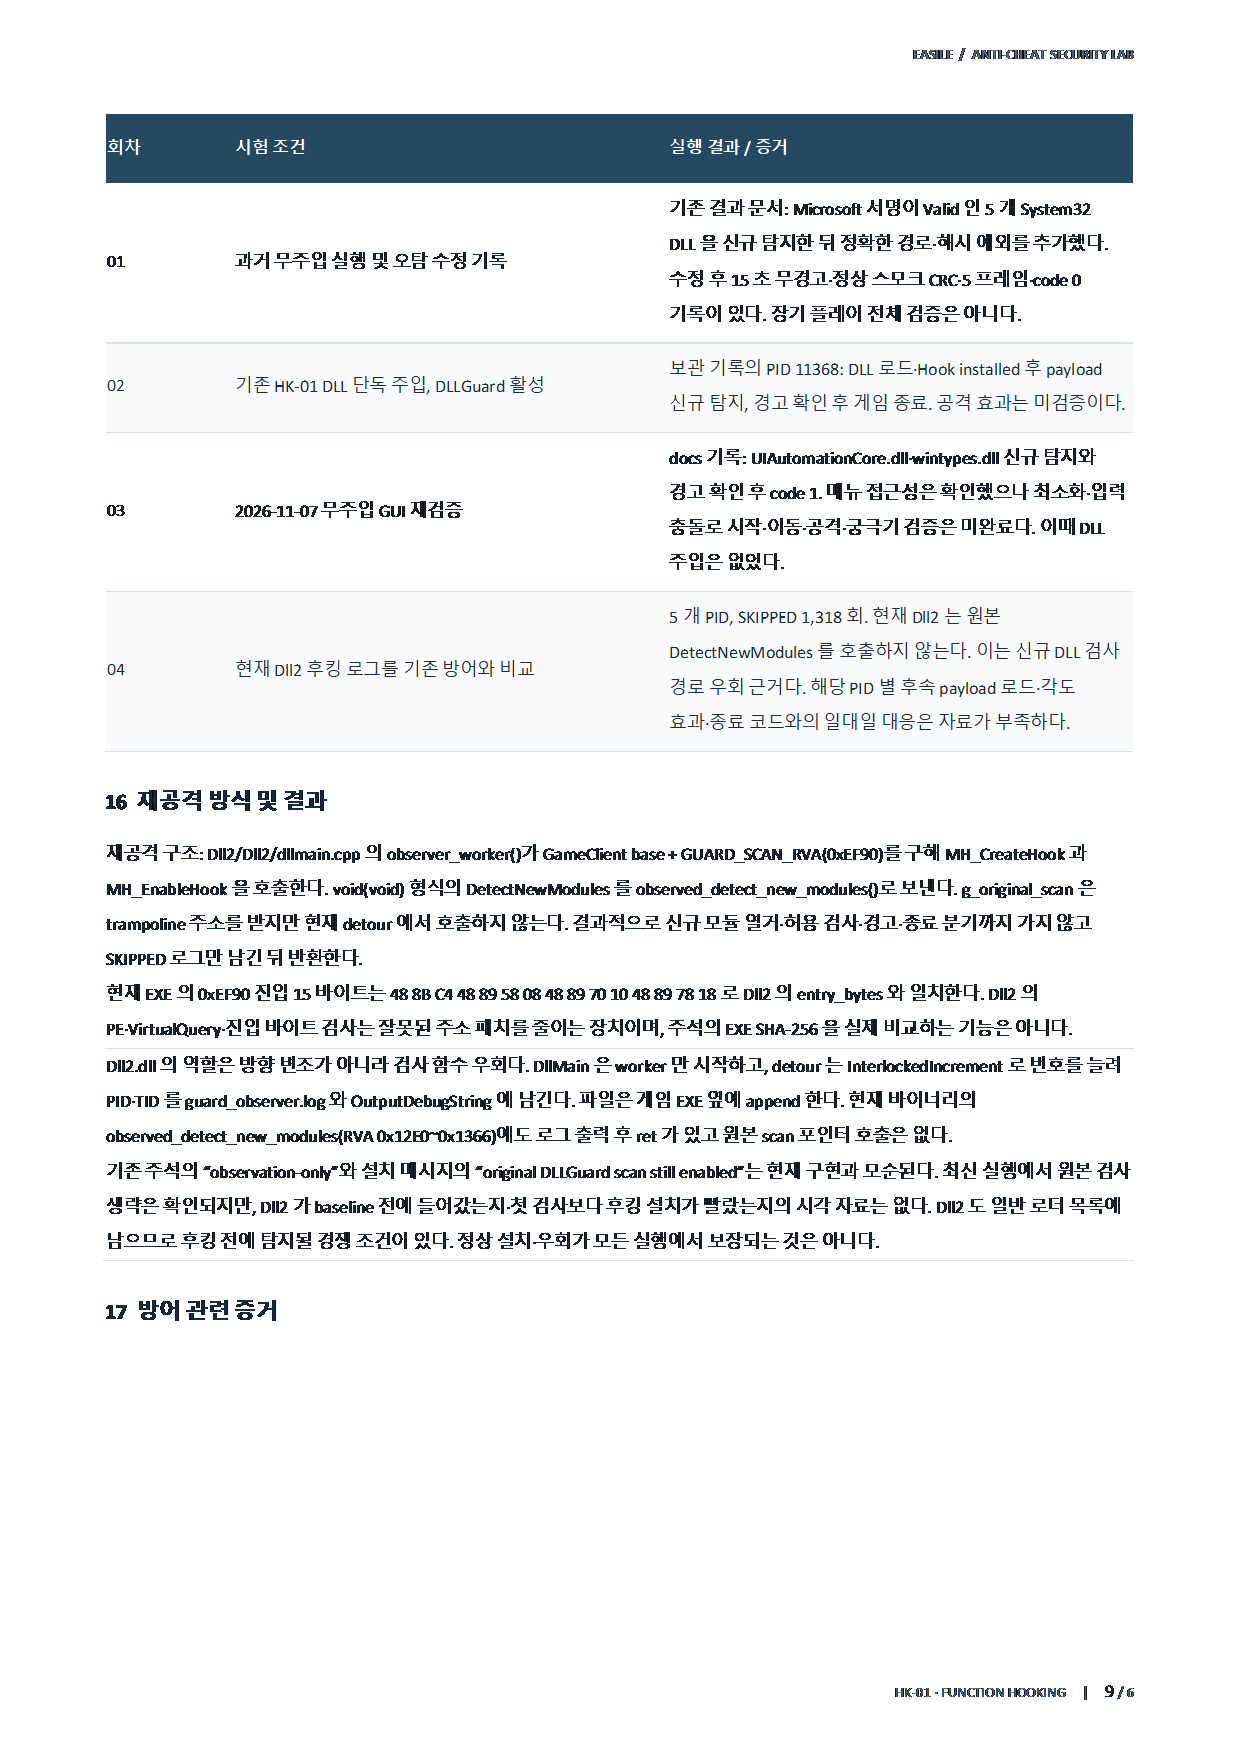 EASILE / ANTI-CHEAT SECURITY LAB
회차 시험 조건 실행 결과 / 증거
기존 결과 문서: Microsoft 서명이 Valid 인 5 개 System32
DLL 을 신규 탐지한 뒤 정확한 경로·해시 예외를 추가했다.
01 과거 무주입 실행 및 오탐 수정 기록
수정 후 15 초 무경고·정상 스모크 CRC·5 프레임·code 0
기록이 있다. 장기 플레이 전체 검증은 아니다.
보관 기록의 PID 11368: DLL 로드·Hook installed 후 payload
02 기존 HK-01 DLL 단독 주입, DLLGuard 활성
신규 탐지, 경고 확인 후 게임 종료. 공격 효과는 미검증이다.
docs 기록: UIAutomationCore.dll·wintypes.dll 신규 탐지와
경고 확인 후 code 1. 메뉴 접근성은 확인했으나 최소화·입력
03 2026-11-07 무주입 GUI 재검증
충돌로 시작·이동·공격·궁극기 검증은 미완료다. 이때 DLL
주입은 없었다.
5 개 PID, SKIPPED 1,318 회. 현재 Dll2 는 원본
DetectNewModules 를 호출하지 않는다. 이는 신규 DLL 검사
04 현재 Dll2 후킹 로그를 기존 방어와 비교
경로 우회 근거다. 해당 PID 별 후속 payload 로드·각도
효과·종료 코드와의 일대일 대응은 자료가 부족하다.
16 재공격 방식 및 결과
재공격 구조: Dll2/Dll2/dllmain.cpp 의 observer_worker()가 GameClient base + GUARD_SCAN_RVA(0xEF90)를 구해 MH_CreateHook 과
MH_EnableHook 을 호출한다. void(void) 형식의 DetectNewModules 를 observed_detect_new_modules()로 보낸다. g_original_scan 은
trampoline 주소를 받지만 현재 detour 에서 호출하지 않는다. 결과적으로 신규 모듈 열거·허용 검사·경고·종료 분기까지 가지 않고
SKIPPED 로그만 남긴 뒤 반환한다.
현재 EXE 의 0xEF90 진입 15 바이트는 48 8B C4 48 89 58 08 48 89 70 10 48 89 78 18 로 Dll2 의 entry_bytes 와 일치한다. Dll2 의
PE·VirtualQuery·진입 바이트 검사는 잘못된 주소 패치를 줄이는 장치이며, 주석의 EXE SHA-256 을 실제 비교하는 기능은 아니다.
Dll2.dll 의 역할은 방향 변조가 아니라 검사 함수 우회다. DllMain 은 worker 만 시작하고, detour 는 InterlockedIncrement 로 번호를 늘려
PID·TID 를 guard_observer.log 와 OutputDebugString 에 남긴다. 파일은 게임 EXE 옆에 append 한다. 현재 바이너리의
observed_detect_new_modules(RVA 0x12E0~0x1366)에도 로그 출력 후 ret 가 있고 원본 scan 포인터 호출은 없다.
기존 주석의 “observation-only”와 설치 메시지의 “original DLLGuard scan still enabled”는 현재 구현과 모순된다. 최신 실행에서 원본 검사
생략은 확인되지만, Dll2 가 baseline 전에 들어갔는지·첫 검사보다 후킹 설치가 빨랐는지의 시각 자료는 없다. Dll2 도 일반 로더 목록에
남으므로 후킹 전에 탐지될 경쟁 조건이 있다. 정상 설치·우회가 모든 실행에서 보장되는 것은 아니다.
17 방어 관련 증거
HK-01 · FUNCTION HOOKING | 9 / 6